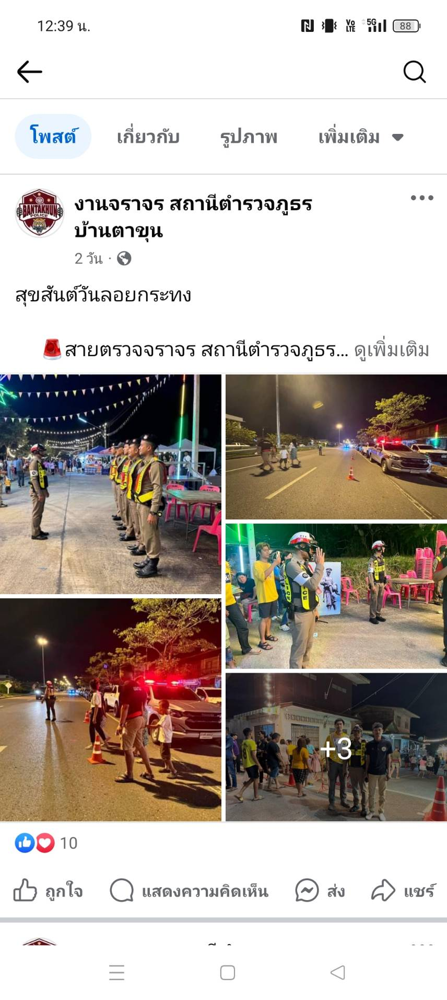 12:39 น.
Vo LTE 5G 88
โพสต์ เกี่ยวกับ รูปภาพ เพิ่มเติม
BANTAKHUN
POLICE
งานจราจร สถานีตำรวจภูธร
บ้านตาขุน
2 วัน ·
สุขสันต์วันลอยกระทง
สายตรวจจราจร สถานีตำรวจภูธร... ดูเพิ่มเติม
+3
10
ถูกใจ แสดงความคิดเห็น ส่ง แชร์